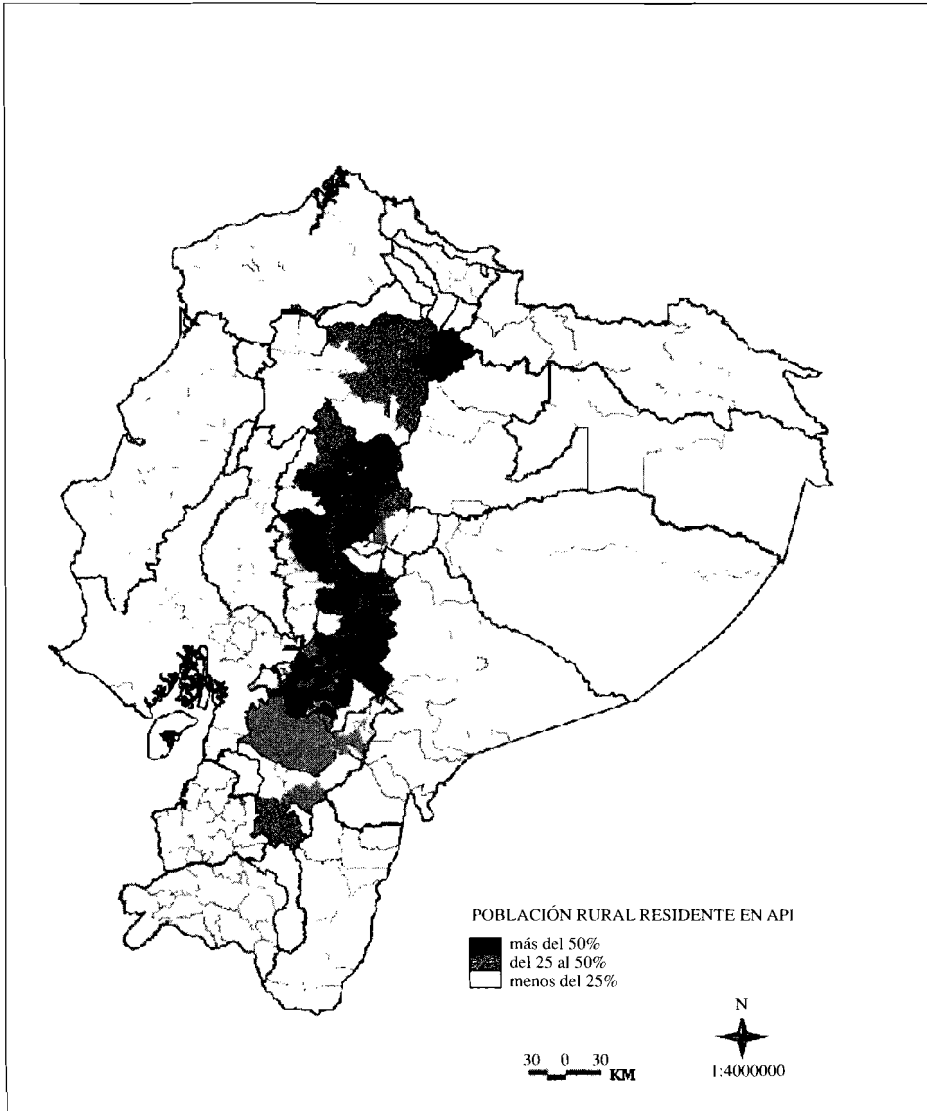 POBLACIÓN RURAL RESIDENTE EN API
más del 50%
del 25 al 50%
menos del 25%
N
30 0 30
KM
1:4000000